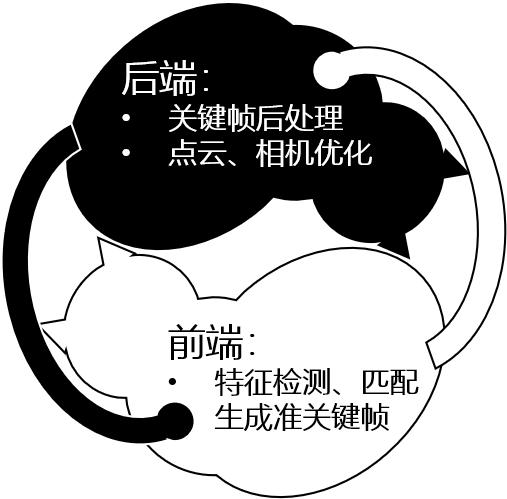 后端：
• 关键帧后处理
• 点云、相机优化
前端：
• 特征检测、匹配
生成准关键帧